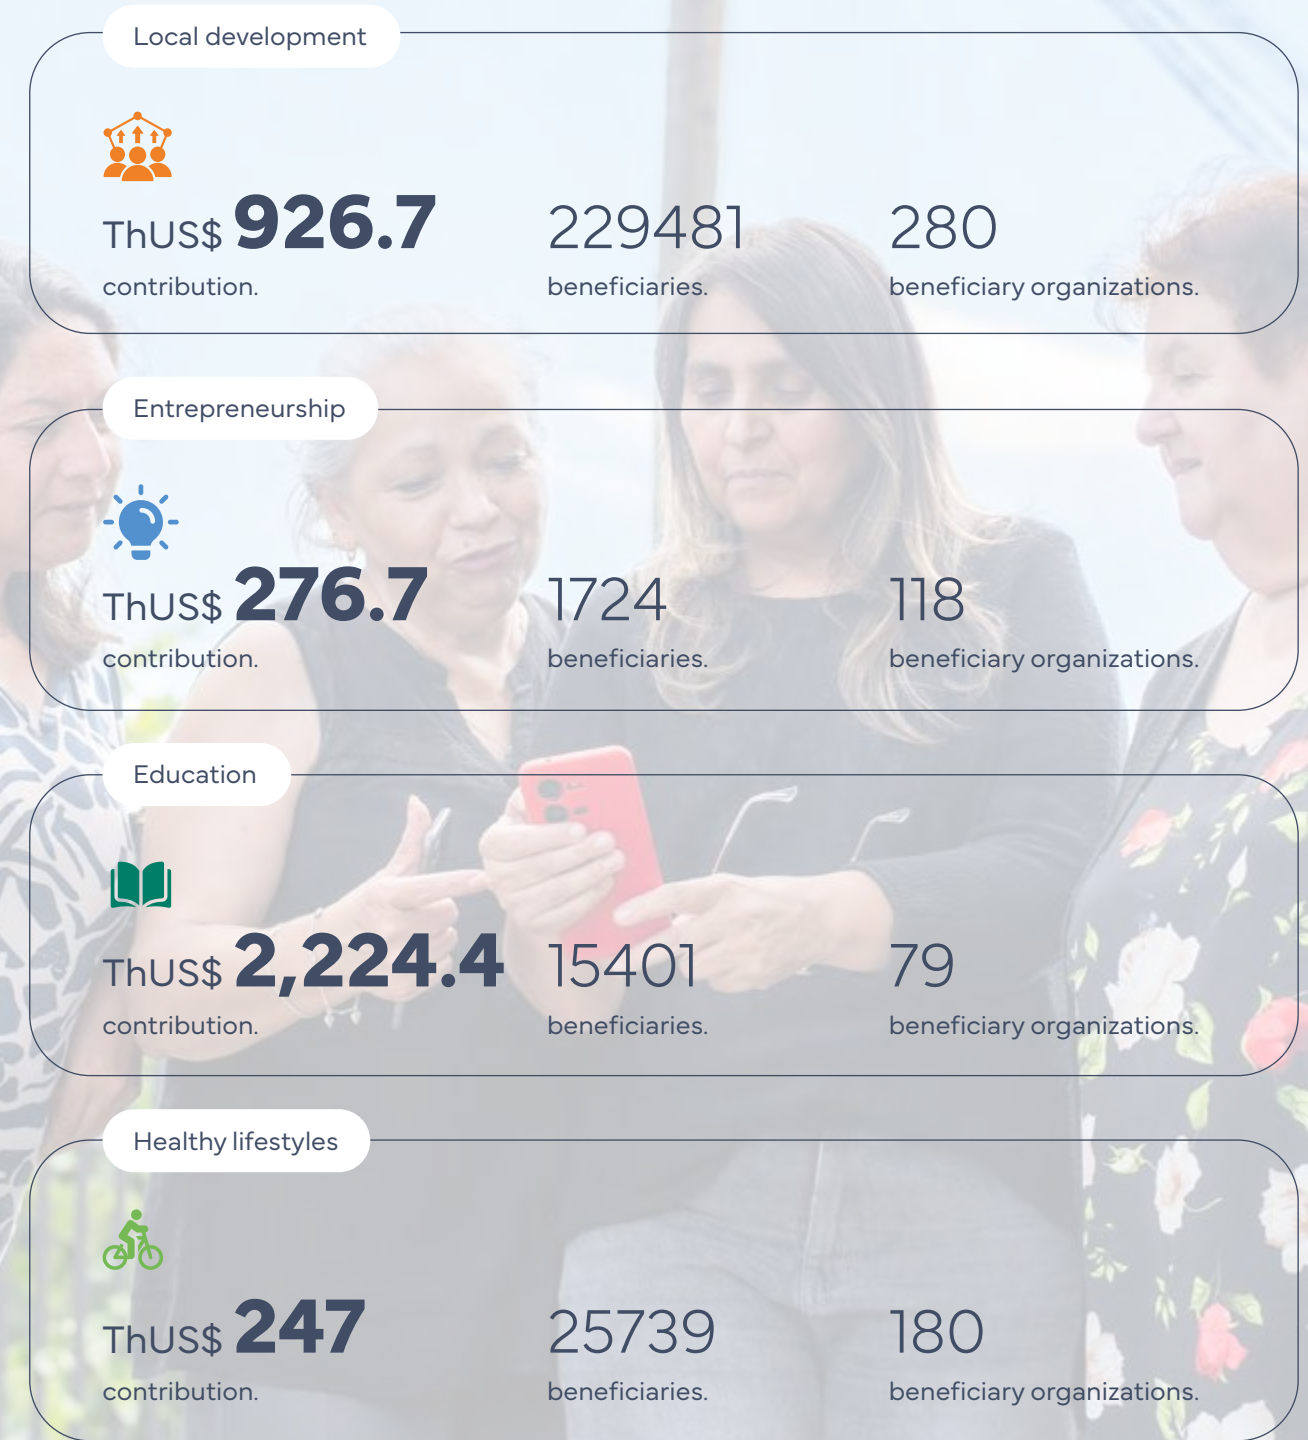 Local development
ThUS$ 926.7 229481 280
contribution. beneficiaries. beneficiary organizations.
Entrepreneurship
ThUS$ 276.7 1724 118
contribution. beneficiaries. beneficiary organizations.
Education
ThUS$ 2,224.4 15401 79
contribution. beneficiaries. beneficiary organizations.
Healthy lifestyles
ThUS$ 247 25739 180
contribution. beneficiaries. beneficiary organizations.